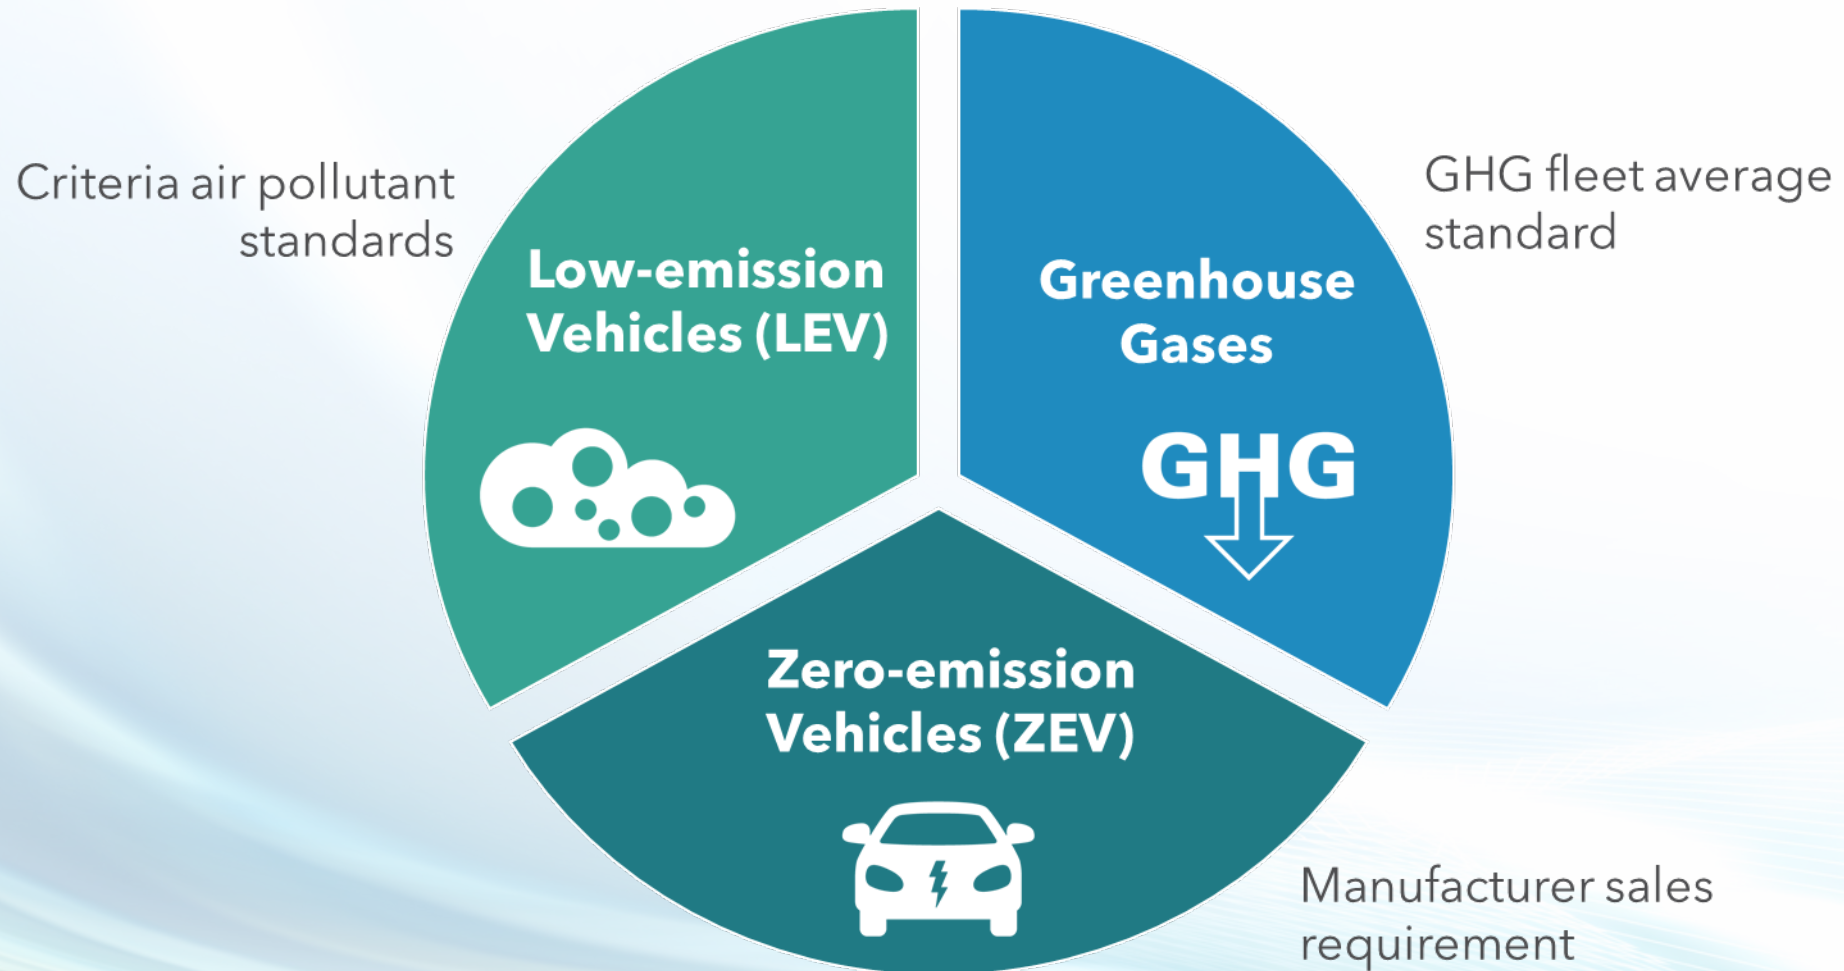 Criteria air pollutant
standards
Low-emission
Vehicles (LEV)
Greenhouse
Gases
GHG
GHG fleet average
standard
Zero-emission
Vehicles (ZEV)
Manufacturer sales
requirement